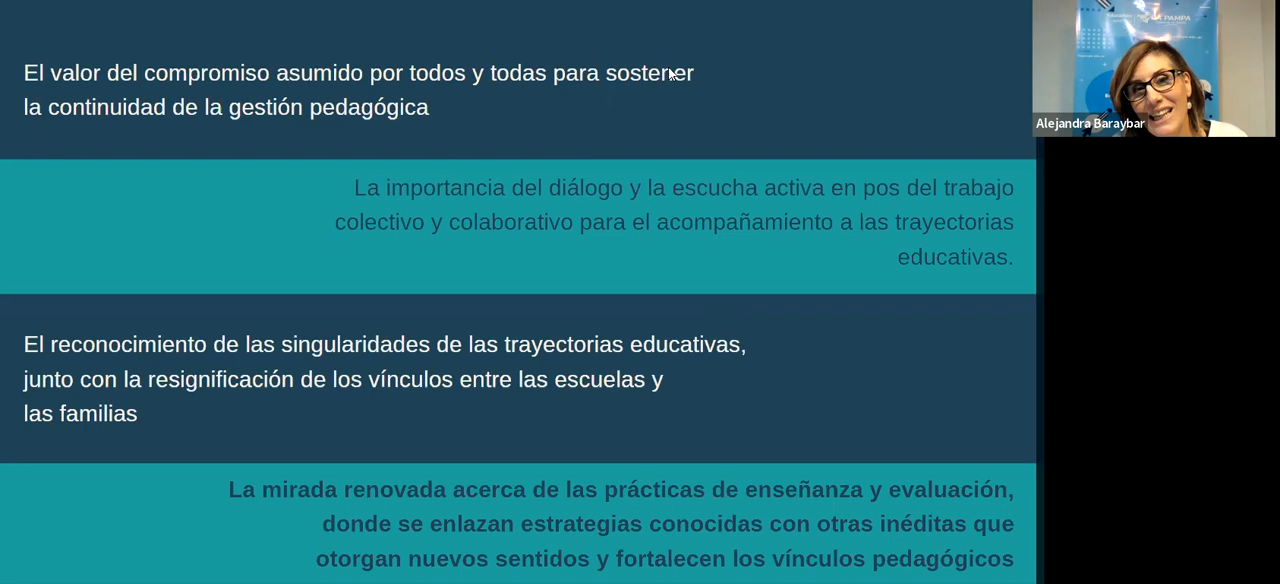 El valor del compromiso asumido por todos y todas para sostener
la continuidad de la gestión pedagógica
La importancia del diálogo y la escucha activa en pos del trabajo
colectivo y colaborativo para el acompañamiento a las trayectorias
educativas.
El reconocimiento de las singularidades de las trayectorias educativas,
junto con la resignificación de los vínculos entre las escuelas y
las familias
La mirada renovada acerca de las prácticas de enseñanza y evaluación,
donde se enlazan estrategias conocidas con otras inéditas que
otorgan nuevos sentidos y fortalecen los vínculos pedagógicos
LA PAMPA
Alejandra Baraybar